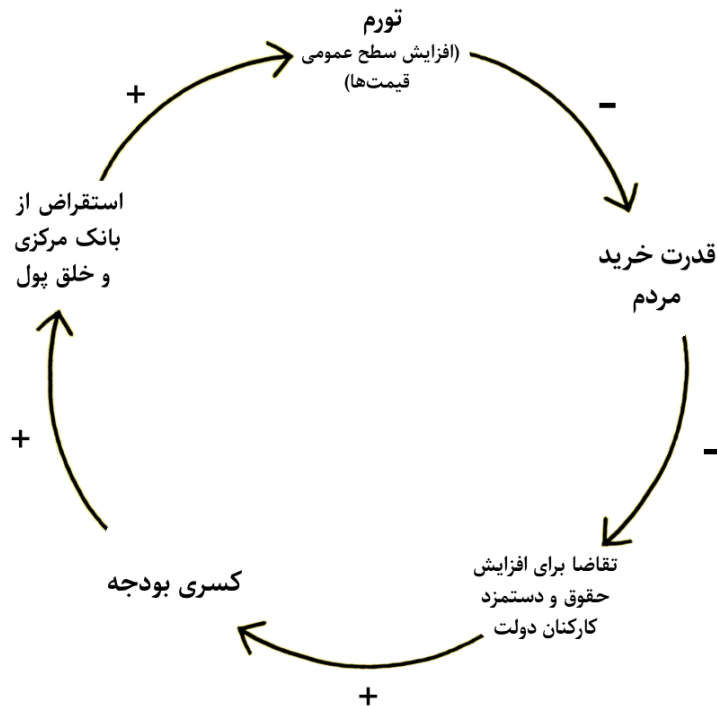 تورم
(افزایش سطح عمومی
قیمت‌ها)
+
-
استقراض از
بانک مرکزی
و خلق پول
قدرت خرید
مردم
+
-
تقاضا برای افزایش
حقوق و دستمزد
کارکنان دولت
کسری بودجه
+